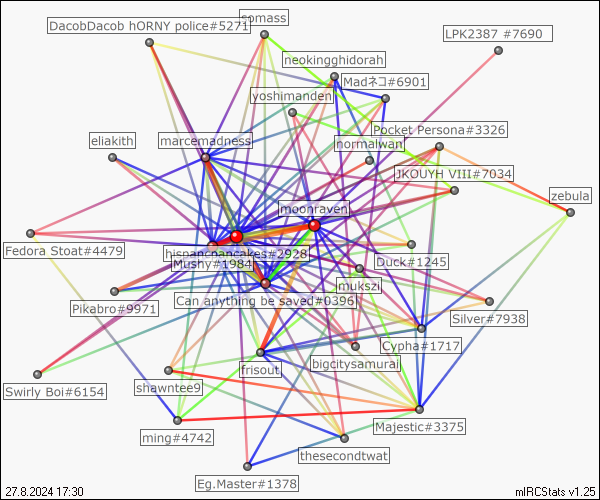 somass
DacobDacob hORNY police#5271
LPK2387 #7690
neokingghidorah
Madネコ#6901
yoshimanden
Pocket Persona#3326
eliakith
marcemadness
normalwan
JKOUYH VIII#7034
zebula
moonraven
Fedora Stoat#4479
hispancpancakes#2928
Mushy#1984
Duck#1245
mukszi
Can anything be saved#0396
Pikabro#9971
Silver#7938
Cypha#1717
bigcitysamurai
frisout
Swirly Boi#6154
shawntee9
Majestic#3375
ming#4742
thesecondtwat
Eg.Master#1378
27.8.2024 17:30
mIRCStats v1.25